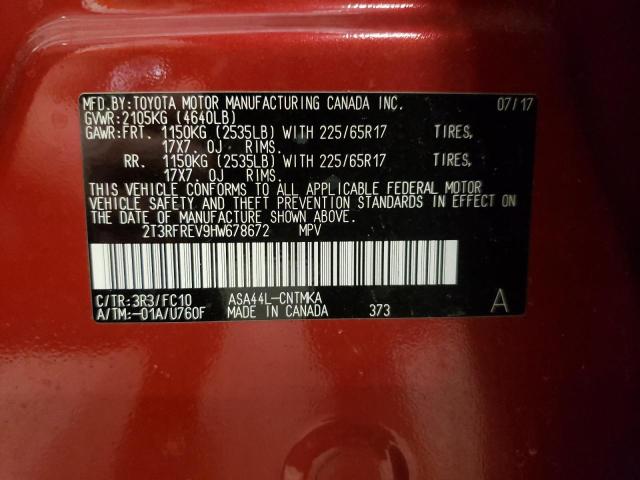 MFD.BY:TOYOTA MOTOR MANUFACTURING CANADA INC. 07/17
GVWR:2105KG (4640LB)
GAWR:FRT. 1150KG (2535LB) WITH 225/65R17 TIRES,
17X7.0J RIMS.
RR. 1150KG (2535LB) WITH 225/65R17 TIRES,
17X7.0J RIMS.
THIS VEHICLE CONFORMS TO ALL APPLICABLE FEDERAL MOTOR
VEHICLE SAFETY AND THEFT PREVENTION STANDARDS IN EFFECT ON
THE DATE OF MANUFACTURE SHOWN ABOVE.
2T3RFREV9HW678672 MPV
C/TR:3R3/FC10 ASA44L-CNTMKA A
A/TM:-01A/U760F MADE IN CANADA 373